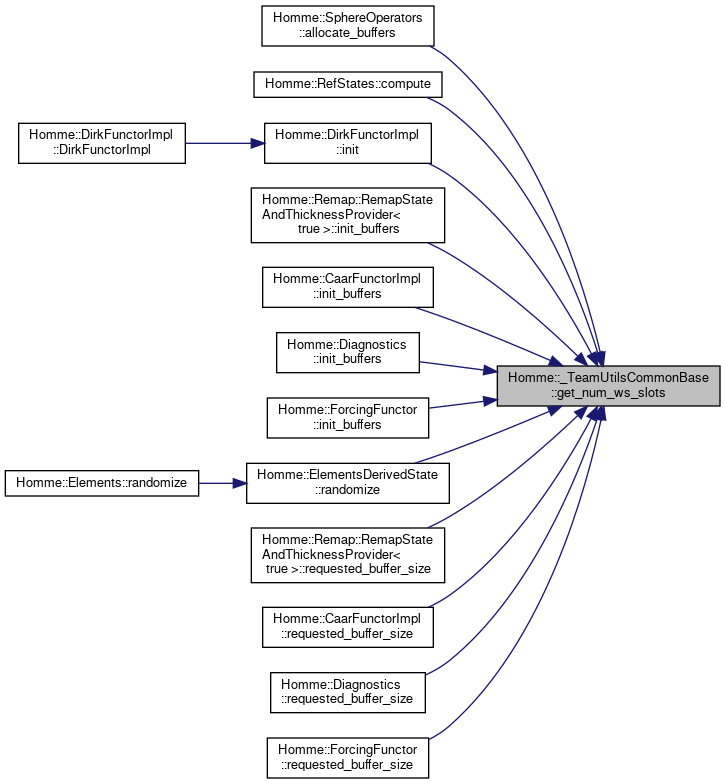 Homme::SphereOperators
::allocate_buffers
Homme::RefStates::compute
Homme::DirkFunctorImpl
::DirkFunctorImpl
Homme::DirkFunctorImpl
::init
Homme::Remap::RemapState
AndThicknessProvider<
true >::init_buffers
Homme::CaarFunctorImpl
::init_buffers
Homme::Diagnostics
::init_buffers
Homme::_TeamUtilsCommonBase
::get_num_ws_slots
Homme::ForcingFunctor
::init_buffers
Homme::Elements::randomize
Homme::ElementsDerivedState
::randomize
Homme::Remap::RemapState
AndThicknessProvider<
true >::requested_buffer_size
Homme::CaarFunctorImpl
::requested_buffer_size
Homme::Diagnostics
::requested_buffer_size
Homme::ForcingFunctor
::requested_buffer_size